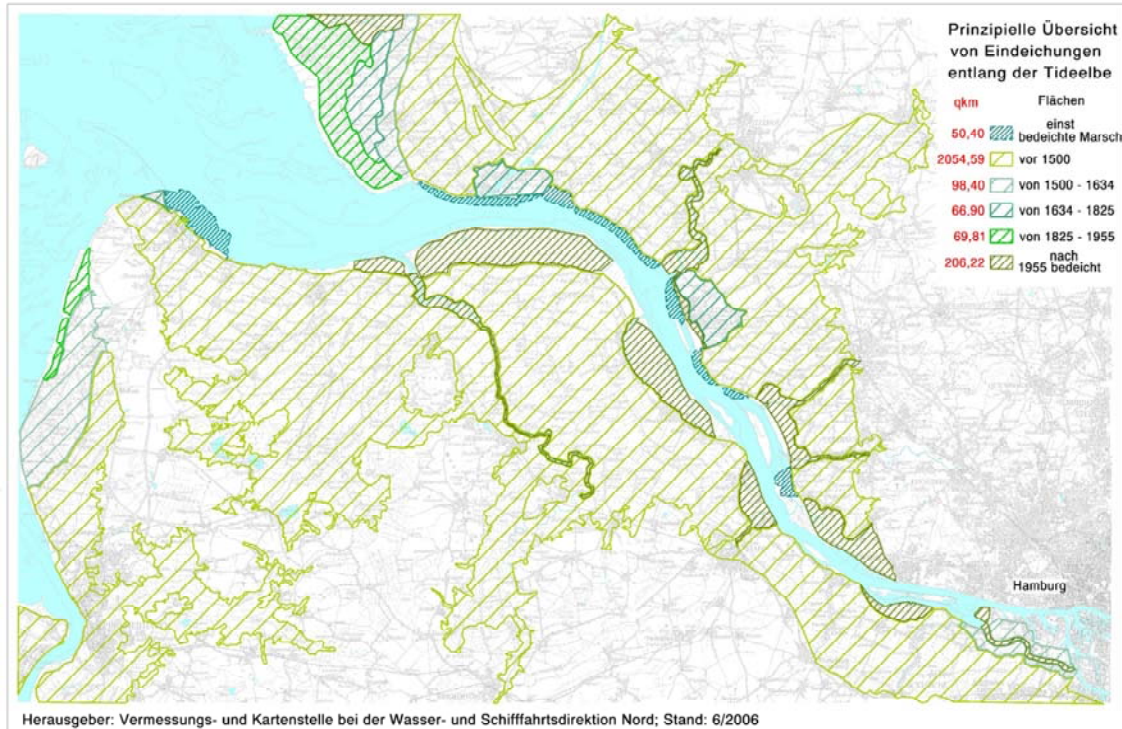 Prinzipielle Übersicht
von Eindeichungen
entlang der Tideelbe
qkm Flächen
50,40 einst bedeichte Marsch
2054,59 vor 1500
98,40 von 1500 - 1634
66,90 von 1634 - 1825
69,81 von 1825 - 1955
206,22 nach 1955 bedeicht
Hamburg
Herausgeber: Vermessungs- und Kartenstelle bei der Wasser- und Schifffahrtsdirektion Nord; Stand: 6/2006